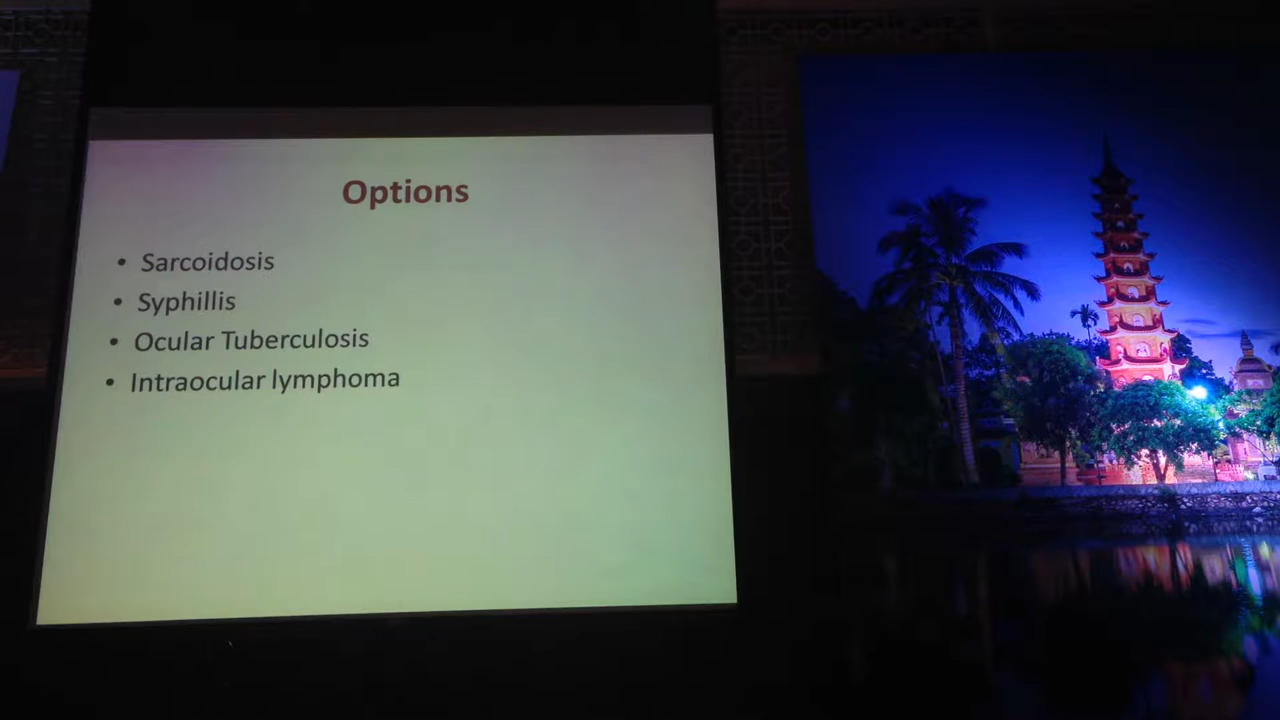 Options
• Sarcoidosis
• Syphillis
• Ocular Tuberculosis
• Intraocular lymphoma